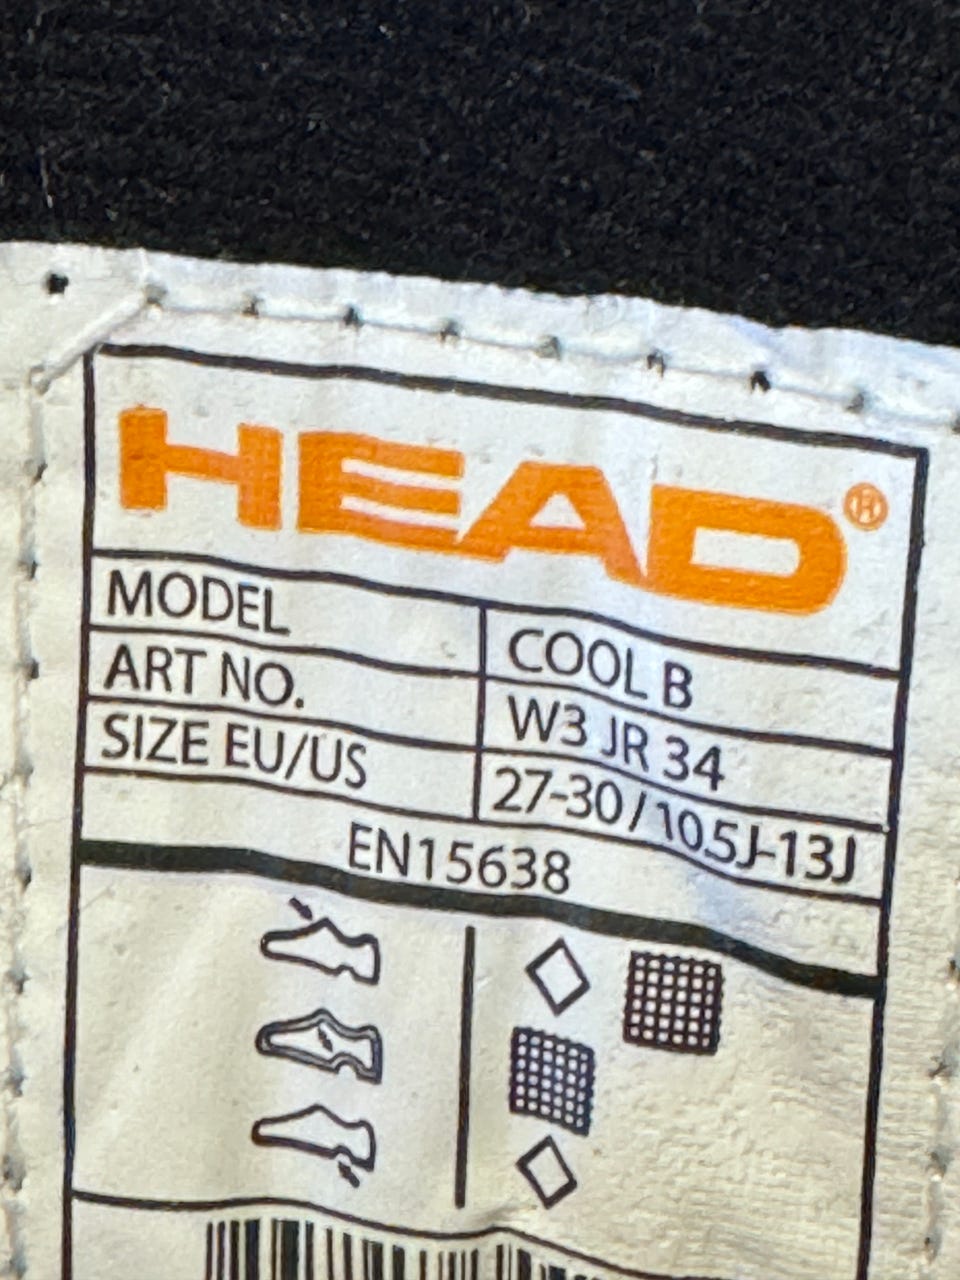 HEAD®
MODEL COOL B
ART NO. W3 JR 34
SIZE EU/US 27-30 / 10.5J-13J
EN15638